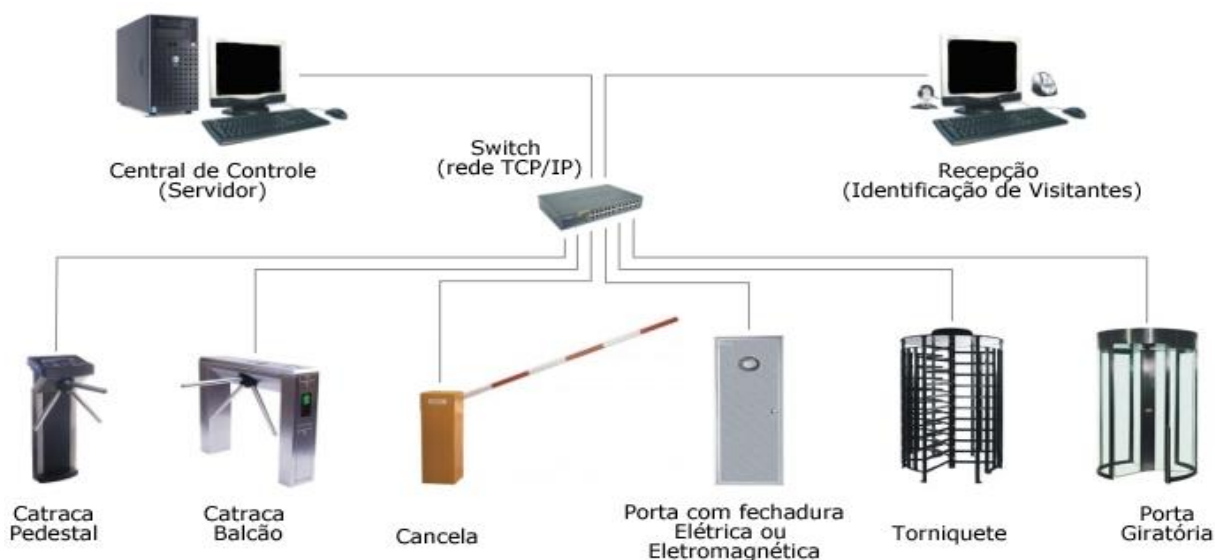 Central de Controle
(Servidor)
Switch
(rede TCP/IP)
Recepção
(Identificação de Visitantes)
Catraca
Pedestal
Catraca
Balcão
Cancela
Porta com fechadura
Elétrica ou
Eletromagnética
Torniquete
Porta
Giratória